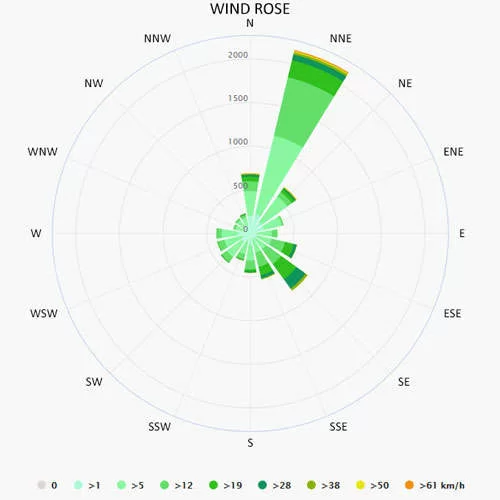 WIND ROSE
N
NNW NNE
2000
NW NE
1500
WNW ENE
1000
500
W 0 E
WSW ESE
SW SE
SSW SSE
S
0 >1 >5 >12 >19 >28 >38 >50 >61 km/h